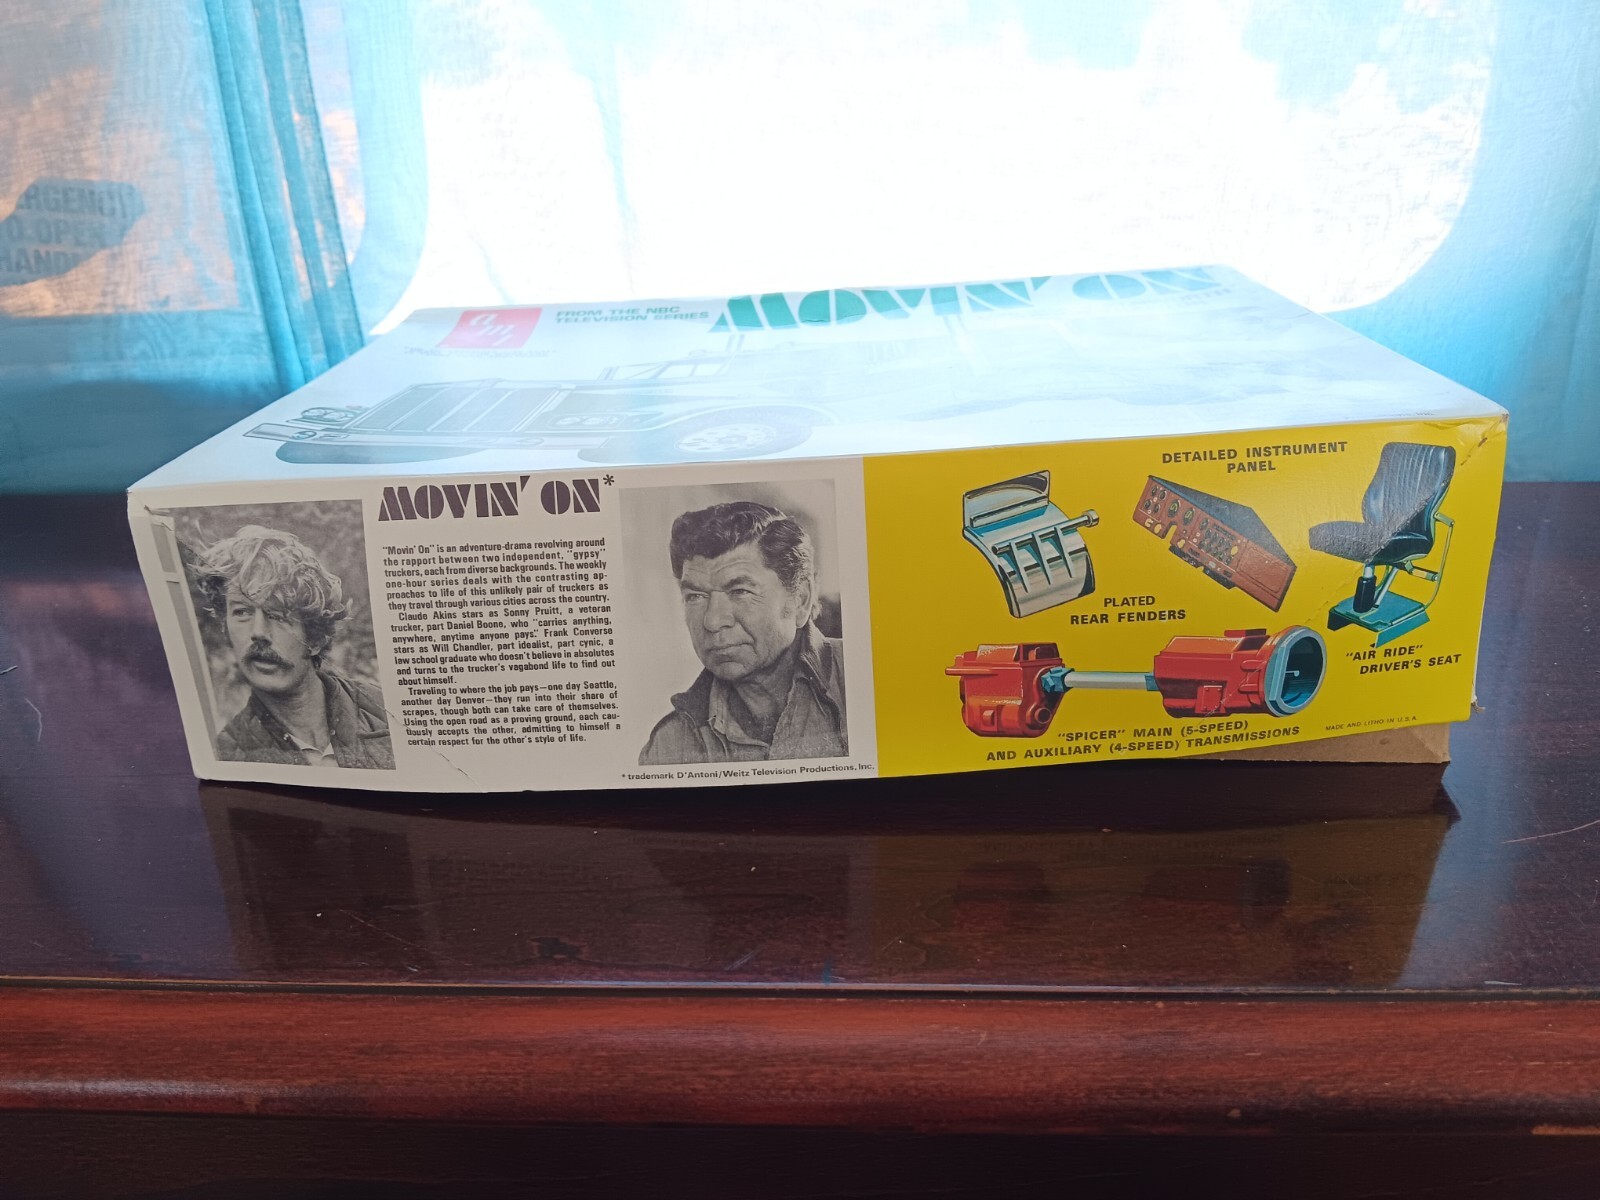 ERGENCY
O OPEN
HANDL
amt
FROM THE NBC
TELEVISION SERIES
MOVIN' ON
MOVIN' ON*
"Movin' On" is an adventure-drama revolving around
the rapport between two independent, "gypsy"
truckers, each from diverse backgrounds. The weekly
one-hour series deals with the contrasting ap-
proaches to life of this unlikely pair of truckers as
they travel through various cities across the country.
Claude Akins stars as Sonny Pruitt, a veteran
trucker, part Daniel Boone, who "carries anything,
anywhere, anytime anyone pays." Frank Converse
stars as Will Chandler, part idealist, part cynic, a
law school graduate who doesn't believe in absolutes
and turns to the trucker's vagabond life to find out
about himself.
Traveling to where the job pays—one day Seattle,
another day Denver—they run into their share of
scrapes, though both can take care of themselves.
Using the open road as a proving ground, each cau-
tiously accepts the other, admitting to himself a
certain respect for the other's style of life.
* trademark D'Antoni/Weitz Television Productions, Inc.
DETAILED INSTRUMENT
PANEL
PLATED
REAR FENDERS
"AIR RIDE"
DRIVER'S SEAT
"SPICER" MAIN (5-SPEED)
AND AUXILIARY (4-SPEED) TRANSMISSIONS
MADE AND LITHO IN U.S.A.